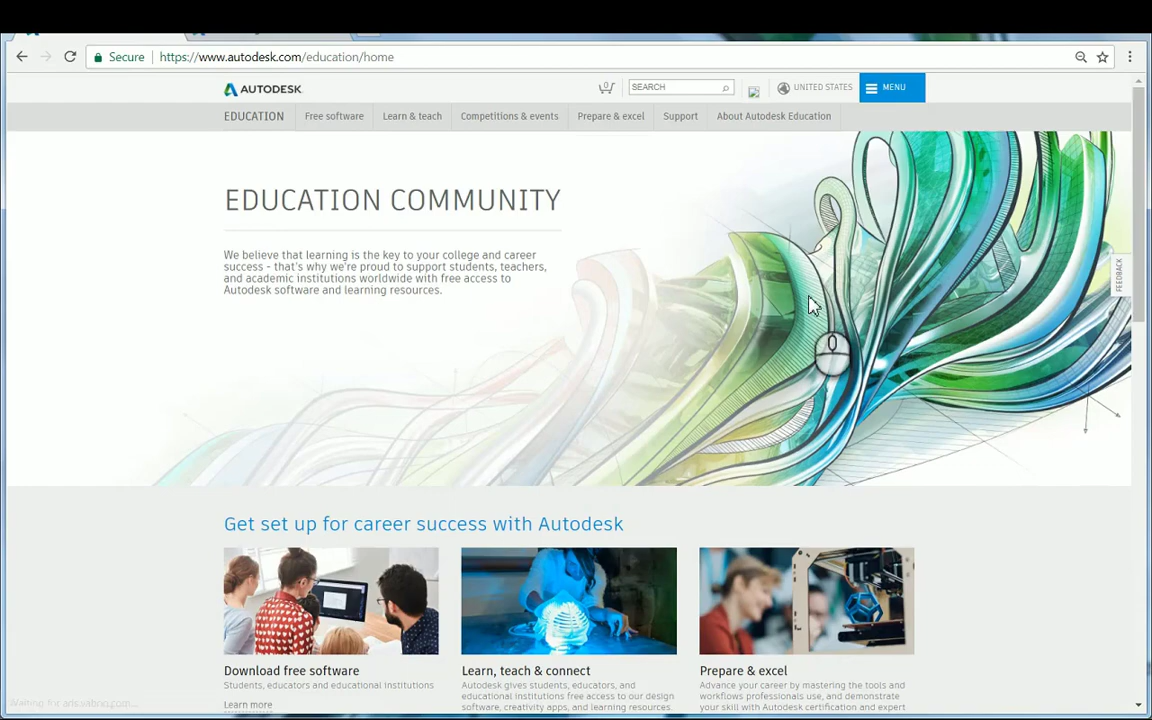 Secure https://www.autodesk.com/education/home
AUTODESK
0
SEARCH
UNITED STATES
MENU
EDUCATION Free software Learn & teach Competitions & events Prepare & excel Support About Autodesk Education
EDUCATION COMMUNITY
We believe that learning is the key to your college and career
success - that's why we're proud to support students, teachers,
and academic institutions worldwide with free access to
Autodesk software and learning resources.
FEEDBACK
Get set up for career success with Autodesk
Download free software
Students, educators and educational institutions
Learn more
Learn, teach & connect
Autodesk gives students, educators, and
educational institutions free access to our design
software, creativity apps, and learning resources.
Prepare & excel
Advance your career by mastering the tools and
workflows professionals use, and demonstrate
your skill with Autodesk certification and expert